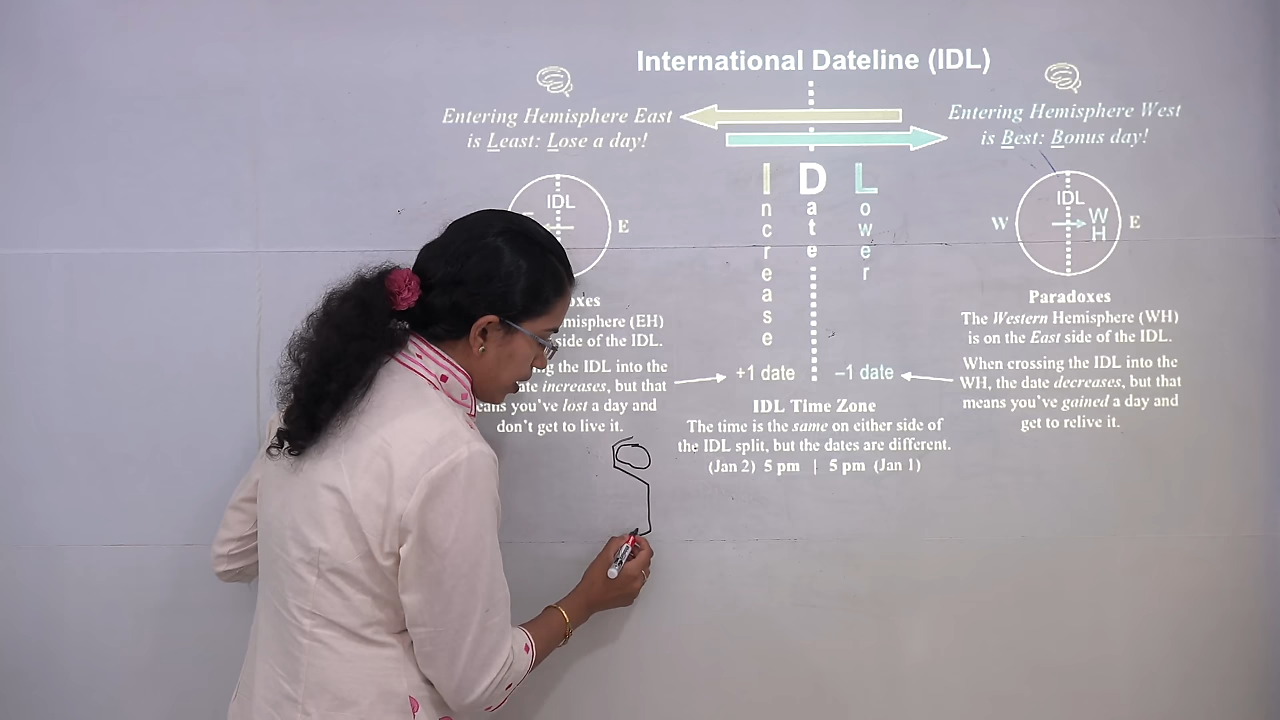 International Dateline (IDL)
Entering Hemisphere East
is Least: Lose a day!
Entering Hemisphere West
is Best: Bonus day!
IDL
E
Increase
Date
Lower
W
IDL
WH
E
misphere (EH)
side of the IDL.
the IDL into the
increases, but that
you've lost a day and
don't get to live it.
+1 date
–1 date
IDL Time Zone
The time is the same on either side of
the IDL split, but the dates are different.
(Jan 2) 5 pm | 5 pm (Jan 1)
Paradoxes
The Western Hemisphere (WH)
is on the East side of the IDL.
When crossing the IDL into the
WH, the date decreases, but that
means you've gained a day and
get to relive it.